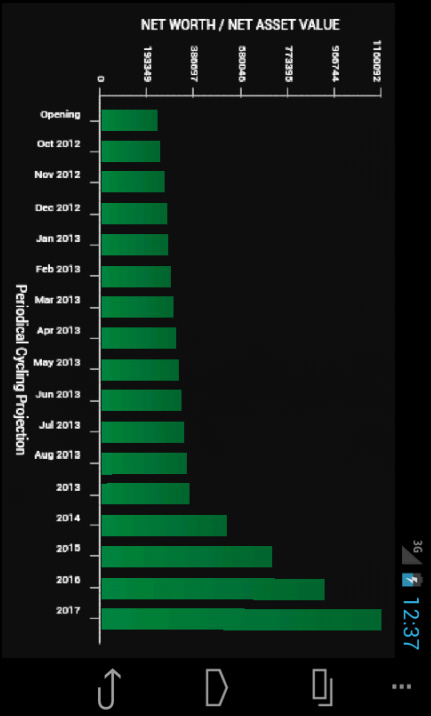 3G
12:37
NET WORTH / NET ASSET VALUE
0
193349
386697
580046
773395
966744
1160092
Opening
Oct 2012
Nov 2012
Dec 2012
Jan 2013
Feb 2013
Mar 2013
Apr 2013
May 2013
Jun 2013
Jul 2013
Aug 2013
2013
2014
2015
2016
2017
Periodical Cycling Projection